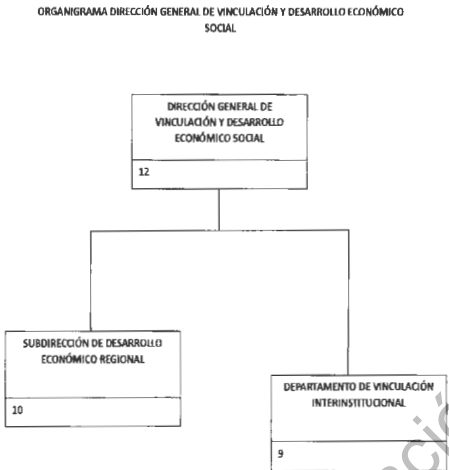 ORGANIGRAMA DIRECCIÓN GENERAL DE VINCULACIÓN Y DESARROLLO ECONÓMICO
SOCIAL
DIRECCIÓN GENERAL DE
VINCULACIÓN Y DESARROLLO
ECONÓMICO SOCIAL
12
SUBDIRECCIÓN DE DESARROLLO
ECONÓMICO REGIONAL
10
DEPARTAMENTO DE VINCULACIÓN
INTERINSTITUCIONAL
9